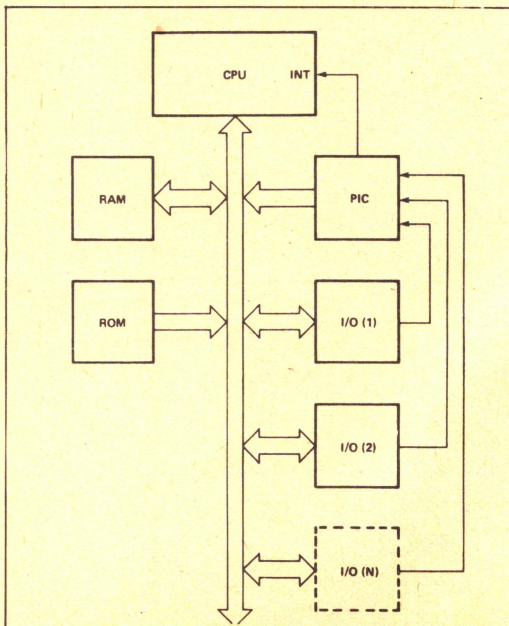 CPU INT
RAM
PIC
ROM
I/O (1)
I/O (2)
I/O (N)